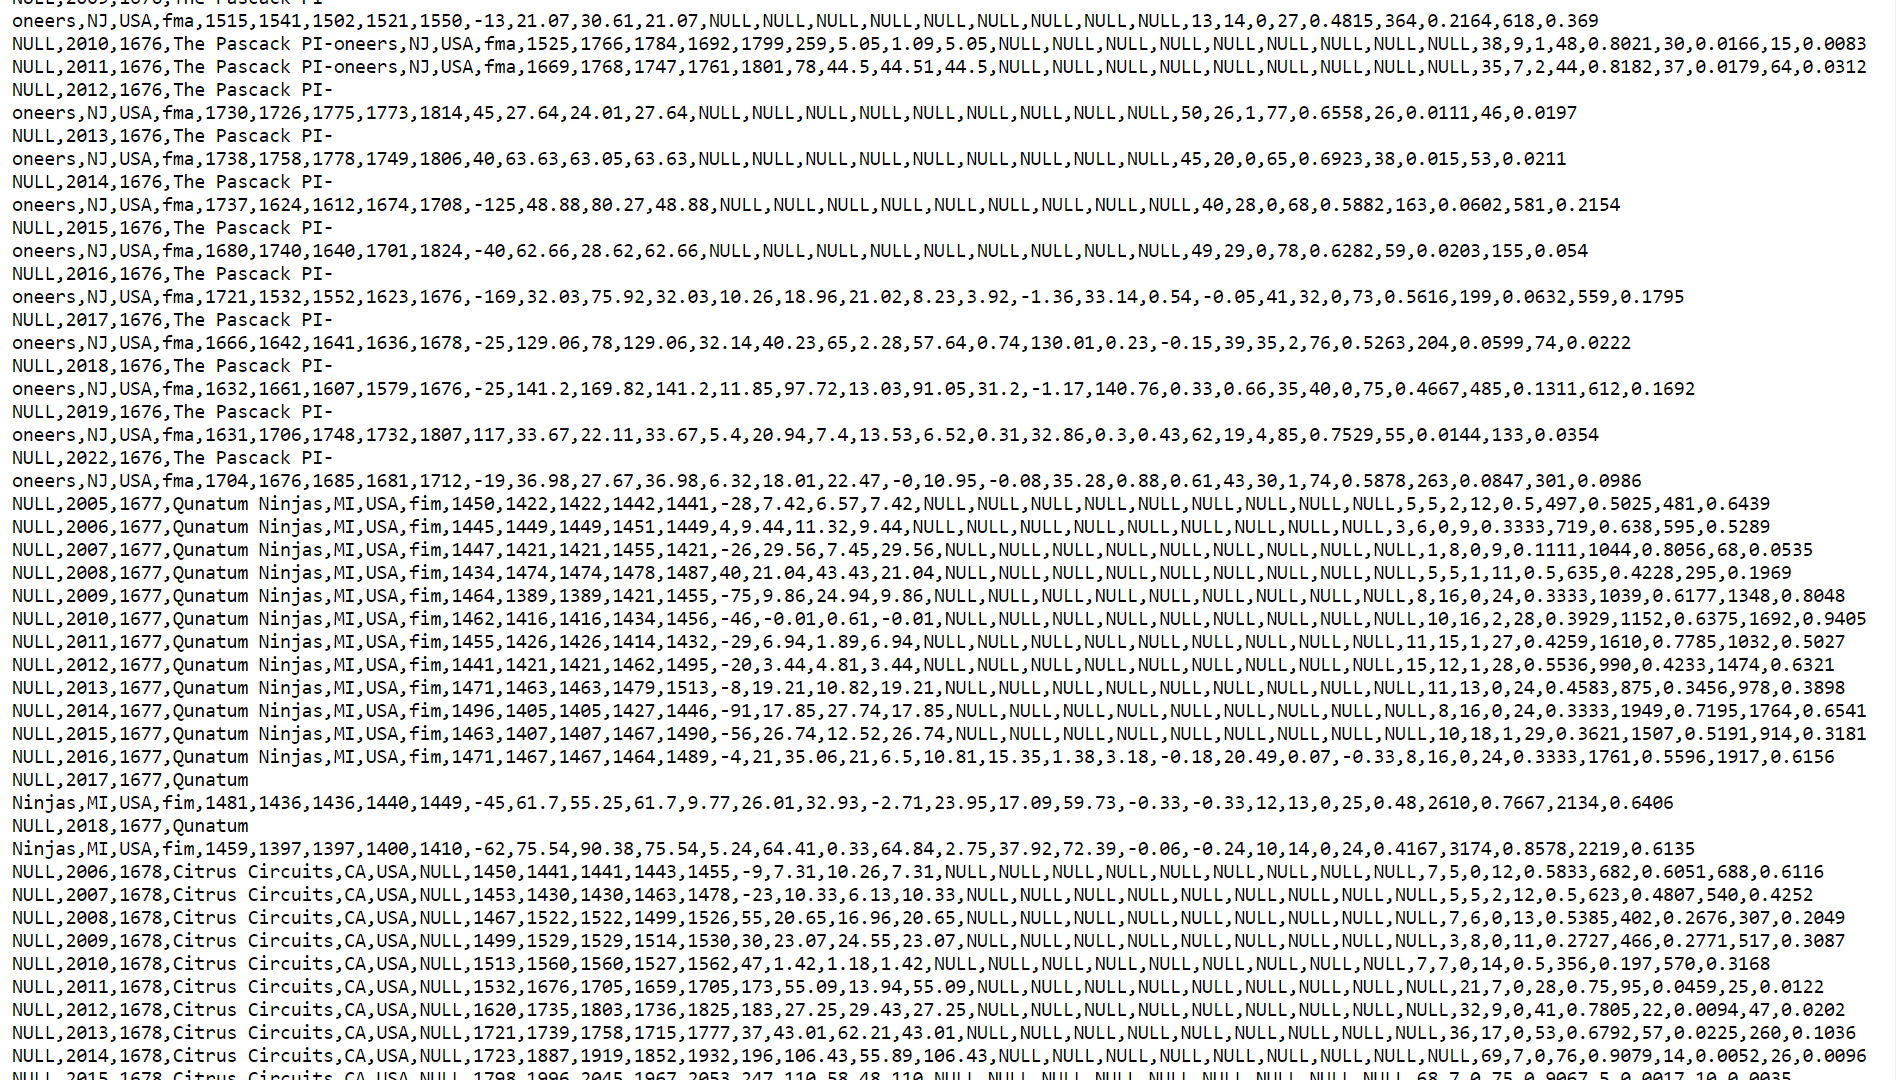 NULL,2009,1676,The Pascack PI-
oneers,NJ,USA,fma,1515,1541,1502,1521,1550,-13,21.07,30.61,21.07,NULL,NULL,NULL,NULL,NULL,NULL,NULL,NULL,NULL,13,14,0,27,0.4815,364,0.2164,618,0.369
NULL,2010,1676,The Pascack PI-oneers,NJ,USA,fma,1525,1766,1784,1692,1799,259,5.05,1.09,5.05,NULL,NULL,NULL,NULL,NULL,NULL,NULL,NULL,NULL,38,9,1,48,0.8021,30,0.0166,15,0.0083
NULL,2011,1676,The Pascack PI-oneers,NJ,USA,fma,1669,1768,1747,1761,1801,78,44.5,44.51,44.5,NULL,NULL,NULL,NULL,NULL,NULL,NULL,NULL,NULL,35,7,2,44,0.8182,37,0.0179,64,0.0312
NULL,2012,1676,The Pascack PI-
oneers,NJ,USA,fma,1730,1726,1775,1773,1814,45,27.64,24.01,27.64,NULL,NULL,NULL,NULL,NULL,NULL,NULL,NULL,NULL,50,26,1,77,0.6558,26,0.0111,46,0.0197
NULL,2013,1676,The Pascack PI-
oneers,NJ,USA,fma,1738,1758,1778,1749,1806,40,63.63,63.05,63.63,NULL,NULL,NULL,NULL,NULL,NULL,NULL,NULL,NULL,45,20,0,65,0.6923,38,0.015,53,0.0211
NULL,2014,1676,The Pascack PI-
oneers,NJ,USA,fma,1737,1624,1612,1674,1708,-125,48.88,80.27,48.88,NULL,NULL,NULL,NULL,NULL,NULL,NULL,NULL,NULL,40,28,0,68,0.5882,163,0.0602,581,0.2154
NULL,2015,1676,The Pascack PI-
oneers,NJ,USA,fma,1680,1740,1640,1701,1824,-40,62.66,28.62,62.66,NULL,NULL,NULL,NULL,NULL,NULL,NULL,NULL,NULL,49,29,0,78,0.6282,59,0.0203,155,0.054
NULL,2016,1676,The Pascack PI-
oneers,NJ,USA,fma,1721,1532,1552,1623,1676,-169,32.03,75.92,32.03,10.26,18.96,21.02,8.23,3.92,-1.36,33.14,0.54,-0.05,41,32,0,73,0.5616,199,0.0632,559,0.1795
NULL,2017,1676,The Pascack PI-
oneers,NJ,USA,fma,1666,1642,1641,1636,1678,-25,129.06,78,129.06,32.14,40.23,65,2.28,57.64,0.74,130.01,0.23,-0.15,39,35,2,76,0.5263,204,0.0599,74,0.0222
NULL,2018,1676,The Pascack PI-
oneers,NJ,USA,fma,1632,1661,1607,1579,1676,-25,141.2,169.82,141.2,11.85,97.72,13.03,91.05,31.2,-1.17,140.76,0.33,0.66,35,40,0,75,0.4667,485,0.1311,612,0.1692
NULL,2019,1676,The Pascack PI-
oneers,NJ,USA,fma,1631,1706,1748,1732,1807,117,33.67,22.11,33.67,5.4,20.94,7.4,13.53,6.52,0.31,32.86,0.3,0.43,62,19,4,85,0.7529,55,0.0144,133,0.0354
NULL,2022,1676,The Pascack PI-
oneers,NJ,USA,fma,1704,1676,1685,1681,1712,-19,36.98,27.67,36.98,6.32,18.01,22.47,-0,10.95,-0.08,35.28,0.88,0.61,43,30,1,74,0.5878,263,0.0847,301,0.0986
NULL,2005,1677,Qunatum Ninjas,MI,USA,fim,1450,1422,1422,1442,1441,-28,7.42,6.57,7.42,NULL,NULL,NULL,NULL,NULL,NULL,NULL,NULL,NULL,5,5,2,12,0.5,497,0.5025,481,0.6439
NULL,2006,1677,Qunatum Ninjas,MI,USA,fim,1445,1449,1449,1451,1449,4,9.44,11.32,9.44,NULL,NULL,NULL,NULL,NULL,NULL,NULL,NULL,NULL,3,6,0,9,0.3333,719,0.638,595,0.5289
NULL,2007,1677,Qunatum Ninjas,MI,USA,fim,1447,1421,1421,1455,1421,-26,29.56,7.45,29.56,NULL,NULL,NULL,NULL,NULL,NULL,NULL,NULL,NULL,1,8,0,9,0.1111,1044,0.8056,68,0.0535
NULL,2008,1677,Qunatum Ninjas,MI,USA,fim,1434,1474,1474,1478,1487,40,21.04,43.43,21.04,NULL,NULL,NULL,NULL,NULL,NULL,NULL,NULL,NULL,5,5,1,11,0.5,635,0.4228,295,0.1969
NULL,2009,1677,Qunatum Ninjas,MI,USA,fim,1464,1389,1389,1421,1455,-75,9.86,24.94,9.86,NULL,NULL,NULL,NULL,NULL,NULL,NULL,NULL,NULL,8,16,0,24,0.3333,1039,0.6177,1348,0.8048
NULL,2010,1677,Qunatum Ninjas,MI,USA,fim,1462,1416,1416,1434,1456,-46,-0.01,0.61,-0.01,NULL,NULL,NULL,NULL,NULL,NULL,NULL,NULL,NULL,10,16,2,28,0.3929,1152,0.6375,1692,0.9405
NULL,2011,1677,Qunatum Ninjas,MI,USA,fim,1455,1426,1426,1414,1432,-29,6.94,1.89,6.94,NULL,NULL,NULL,NULL,NULL,NULL,NULL,NULL,NULL,11,15,1,27,0.4259,1610,0.7785,1032,0.5027
NULL,2012,1677,Qunatum Ninjas,MI,USA,fim,1441,1421,1421,1462,1495,-20,3.44,4.81,3.44,NULL,NULL,NULL,NULL,NULL,NULL,NULL,NULL,NULL,15,12,1,28,0.5536,990,0.4233,1474,0.6321
NULL,2013,1677,Qunatum Ninjas,MI,USA,fim,1471,1463,1463,1479,1513,-8,19.21,10.82,19.21,NULL,NULL,NULL,NULL,NULL,NULL,NULL,NULL,NULL,11,13,0,24,0.4583,875,0.3456,978,0.3898
NULL,2014,1677,Qunatum Ninjas,MI,USA,fim,1496,1405,1405,1427,1446,-91,17.85,27.74,17.85,NULL,NULL,NULL,NULL,NULL,NULL,NULL,NULL,NULL,8,16,0,24,0.3333,1949,0.7195,1764,0.6541
NULL,2015,1677,Qunatum Ninjas,MI,USA,fim,1463,1407,1407,1467,1490,-56,26.74,12.52,26.74,NULL,NULL,NULL,NULL,NULL,NULL,NULL,NULL,NULL,10,18,1,29,0.3621,1507,0.5191,914,0.3181
NULL,2016,1677,Qunatum Ninjas,MI,USA,fim,1471,1467,1467,1464,1489,-4,21,35.06,21,6.5,10.81,15.35,1.38,3.18,-0.18,20.49,0.07,-0.33,8,16,0,24,0.3333,1761,0.5596,1917,0.6156
NULL,2017,1677,Qunatum
Ninjas,MI,USA,fim,1481,1436,1436,1440,1449,-45,61.7,55.25,61.7,9.77,26.01,32.93,-2.71,23.95,17.09,59.73,-0.33,-0.33,12,13,0,25,0.48,2610,0.7667,2134,0.6406
NULL,2018,1677,Qunatum
Ninjas,MI,USA,fim,1459,1397,1397,1400,1410,-62,75.54,90.38,75.54,5.24,64.41,0.33,64.84,2.75,37.92,72.39,-0.06,-0.24,10,14,0,24,0.4167,3174,0.8578,2219,0.6135
NULL,2006,1678,Citrus Circuits,CA,USA,NULL,1450,1441,1441,1443,1455,-9,7.31,10.26,7.31,NULL,NULL,NULL,NULL,NULL,NULL,NULL,NULL,NULL,7,5,0,12,0.5833,682,0.6051,688,0.6116
NULL,2007,1678,Citrus Circuits,CA,USA,NULL,1453,1430,1430,1463,1478,-23,10.33,6.13,10.33,NULL,NULL,NULL,NULL,NULL,NULL,NULL,NULL,NULL,5,5,2,12,0.5,623,0.4807,540,0.4252
NULL,2008,1678,Citrus Circuits,CA,USA,NULL,1467,1522,1522,1499,1526,55,20.65,16.96,20.65,NULL,NULL,NULL,NULL,NULL,NULL,NULL,NULL,NULL,7,6,0,13,0.5385,402,0.2676,307,0.2049
NULL,2009,1678,Citrus Circuits,CA,USA,NULL,1499,1529,1529,1514,1530,30,23.07,24.55,23.07,NULL,NULL,NULL,NULL,NULL,NULL,NULL,NULL,NULL,3,8,0,11,0.2727,466,0.2771,517,0.3087
NULL,2010,1678,Citrus Circuits,CA,USA,NULL,1513,1560,1560,1527,1562,47,1.42,1.18,1.42,NULL,NULL,NULL,NULL,NULL,NULL,NULL,NULL,NULL,7,7,0,14,0.5,356,0.197,570,0.3168
NULL,2011,1678,Citrus Circuits,CA,USA,NULL,1532,1676,1705,1659,1705,173,55.09,13.94,55.09,NULL,NULL,NULL,NULL,NULL,NULL,NULL,NULL,NULL,21,7,0,28,0.75,95,0.0459,25,0.0122
NULL,2012,1678,Citrus Circuits,CA,USA,NULL,1620,1735,1803,1736,1825,183,27.25,29.43,27.25,NULL,NULL,NULL,NULL,NULL,NULL,NULL,NULL,NULL,32,9,0,41,0.7805,22,0.0094,47,0.0202
NULL,2013,1678,Citrus Circuits,CA,USA,NULL,1721,1739,1758,1715,1777,37,43.01,62.21,43.01,NULL,NULL,NULL,NULL,NULL,NULL,NULL,NULL,NULL,36,17,0,53,0.6792,57,0.0225,260,0.1036
NULL,2014,1678,Citrus Circuits,CA,USA,NULL,1723,1887,1919,1852,1932,196,106.43,55.89,106.43,NULL,NULL,NULL,NULL,NULL,NULL,NULL,NULL,NULL,69,7,0,76,0.9079,14,0.0052,26,0.0096
NULL,2015,1678,Citrus Circuits,CA,USA,NULL,1798,1996,2045,1967,2053,247,110.58,48,110,NULL,NULL,NULL,NULL,NULL,NULL,NULL,NULL,NULL,68,7,0,75,0.9067,5,0.0017,10,0.0035